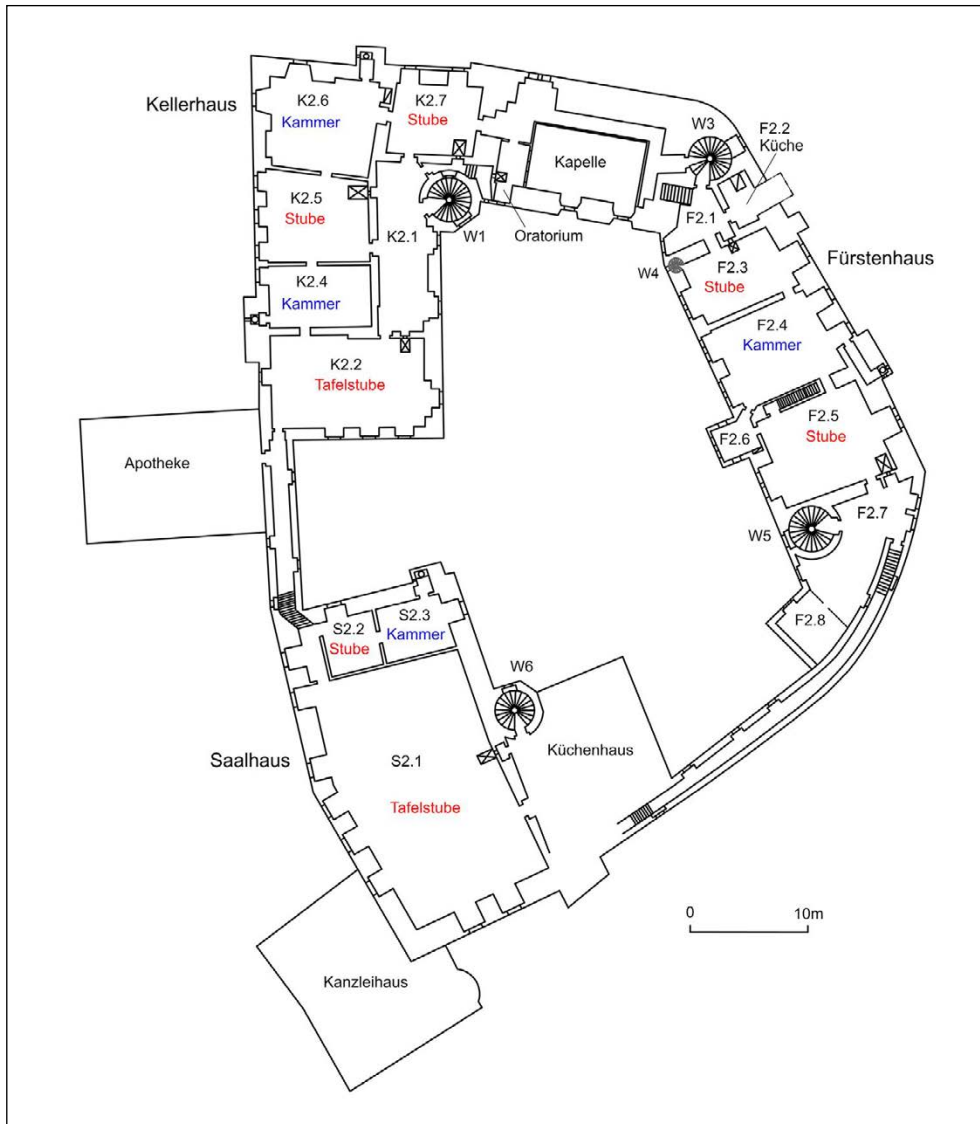 Kellerhaus
K2.6
Kammer
K2.7
Stube
Kapelle
W3
F2.2
Küche
K2.5
Stube
K2.1
W1
Oratorium
F2.1
W4
F2.3
Stube
Fürstenhaus
K2.4
Kammer
F2.4
Kammer
K2.2
Tafelstube
F2.5
Stube
F2.6
Apotheke
F2.7
W5
F2.8
S2.2
Stube
S2.3
Kammer
W6
Saalhaus
S2.1
Tafelstube
Küchenhaus
0 10m
Kanzleihaus